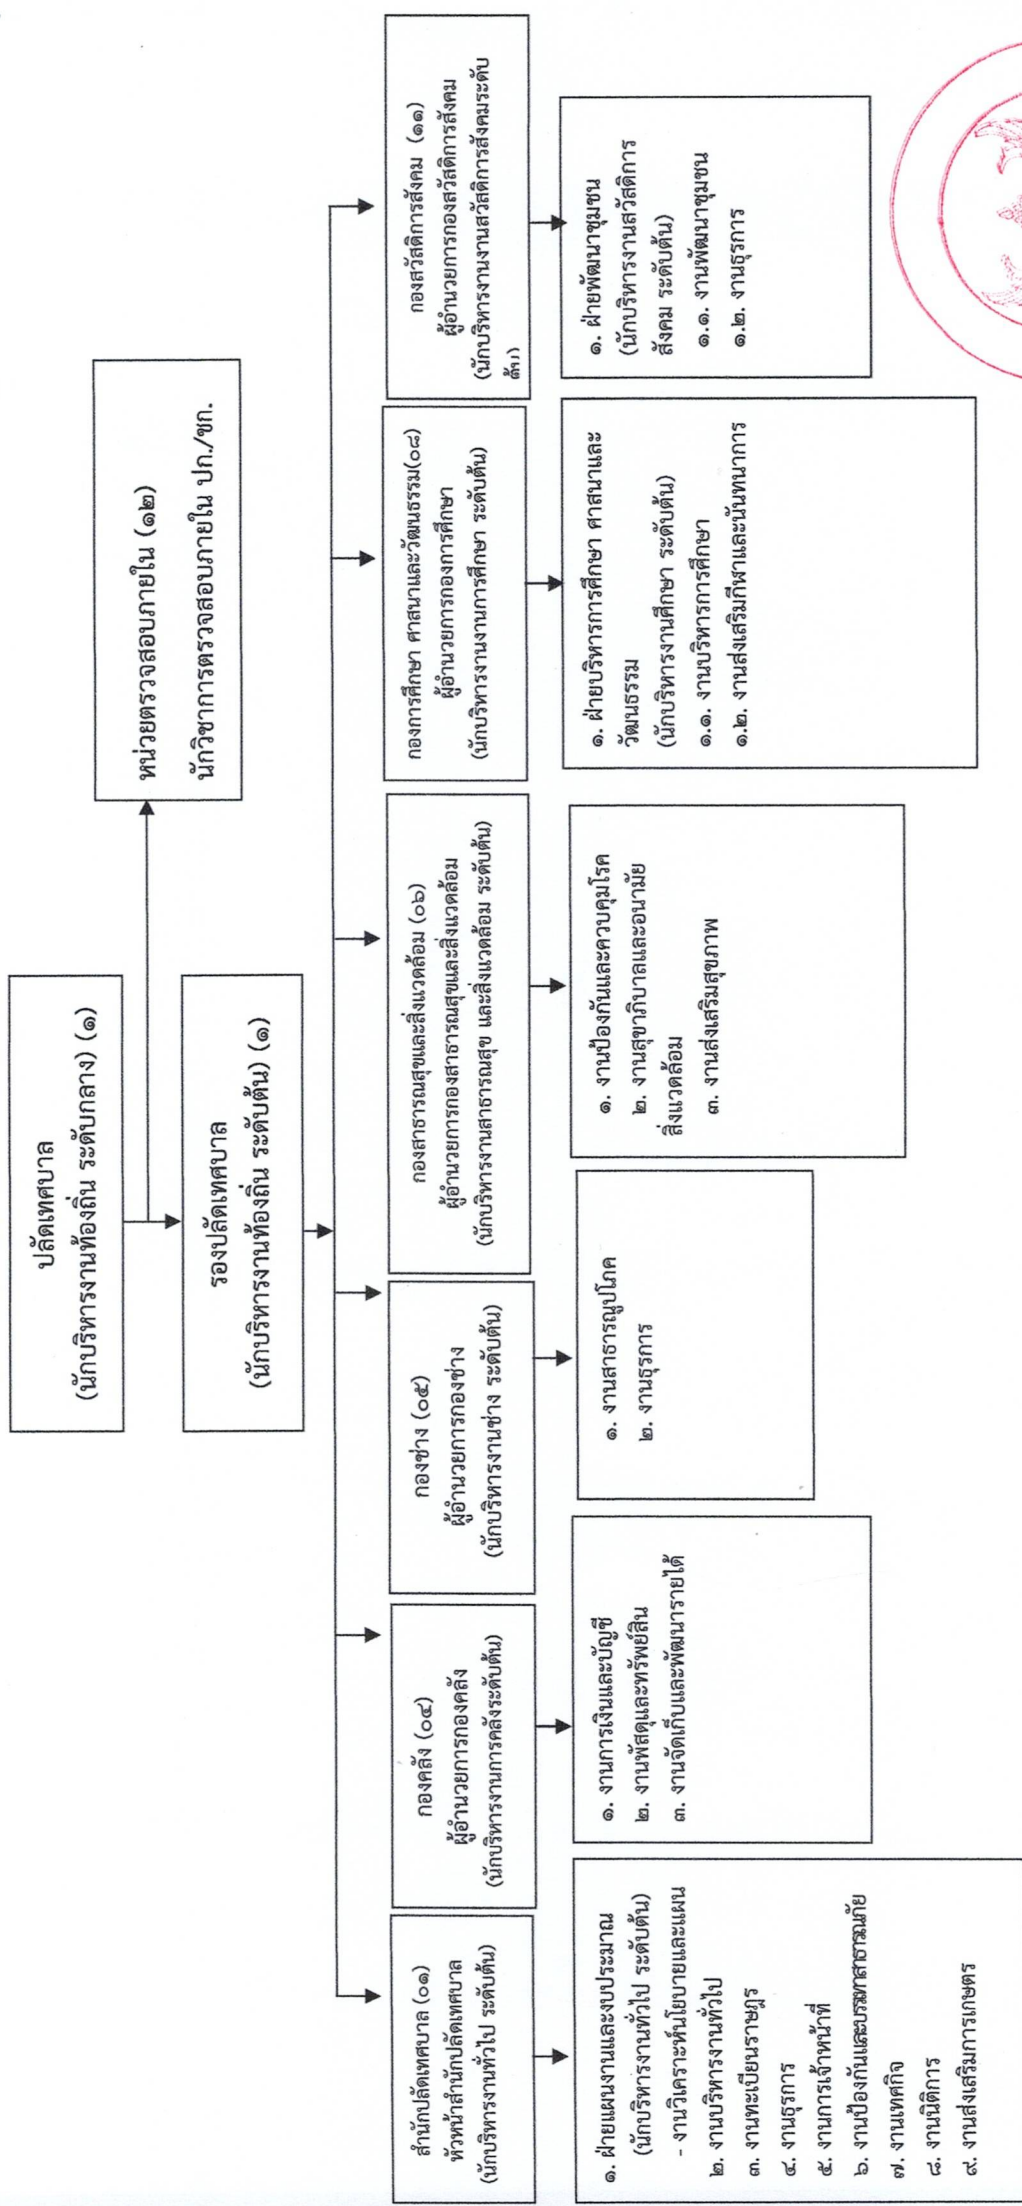 ปลัดเทศบาล
(นักบริหารงานท้องถิ่น ระดับกลาง) (๑)
หน่วยตรวจสอบภายใน (๑๒)
นักวิชาการตรวจสอบภายใน ปก./ชก.
รองปลัดเทศบาล
(นักบริหารงานท้องถิ่น ระดับต้น) (๑)
สำนักปลัดเทศบาล (๐๑)
หัวหน้าสำนักปลัดเทศบาล
(นักบริหารงานทั่วไป ระดับต้น)
กองคลัง (๐๔)
ผู้อำนวยการกองคลัง
(นักบริหารงานการคลังระดับต้น)
กองช่าง (๐๕)
ผู้อำนวยการกองช่าง
(นักบริหารงานช่าง ระดับต้น)
กองสาธารณสุขและสิ่งแวดล้อม (๐๖)
ผู้อำนวยการกองสาธารณสุขและสิ่งแวดล้อม
(นักบริหารงานสาธารณสุข และสิ่งแวดล้อม ระดับต้น)
กองการศึกษา ศาสนาและวัฒนธรรม(๐๘)
ผู้อำนวยการกองการศึกษา
(นักบริหารงานการศึกษา ระดับต้น)
กองสวัสดิการสังคม (๑๑)
ผู้อำนวยการกองสวัสดิการสังคม
(นักบริหารงานงานสวัสดิการสังคมระดับ
ต้น)
๑. ฝ่ายแผนงานและงบประมาณ
(นักบริหารงานทั่วไป ระดับต้น)
- งานวิเคราะห์นโยบายและแผน
๒. งานบริหารงานทั่วไป
๓. งานทะเบียนราษฎร
๔. งานธุรการ
๕. งานการเจ้าหน้าที่
๖. งานป้องกันและบรรเทาสาธารณภัย
๗. งานเทศกิจ
๘. งานนิติการ
๙. งานส่งเสริมการเกษตร
๑. งานการเงินและบัญชี
๒. งานพัสดุและทรัพย์สิน
๓. งานจัดเก็บและพัฒนารายได้
๑. งานสาธารณูปโภค
๒. งานธุรการ
๑. งานป้องกันและควบคุมโรค
๒. งานสุขาภิบาลและอนามัย
สิ่งแวดล้อม
๓. งานส่งเสริมสุขภาพ
๑. ฝ่ายบริหารการศึกษา ศาสนาและ
วัฒนธรรม
(นักบริหารงานศึกษา ระดับต้น)
๑.๑. งานบริหารการศึกษา
๑.๒. งานส่งเสริมกีฬาและนันทนาการ
๑. ฝ่ายพัฒนาชุมชน
(นักบริหารงานสวัสดิการ
สังคม ระดับต้น)
๑.๑. งานพัฒนาชุมชน
๑.๒. งานธุรการ